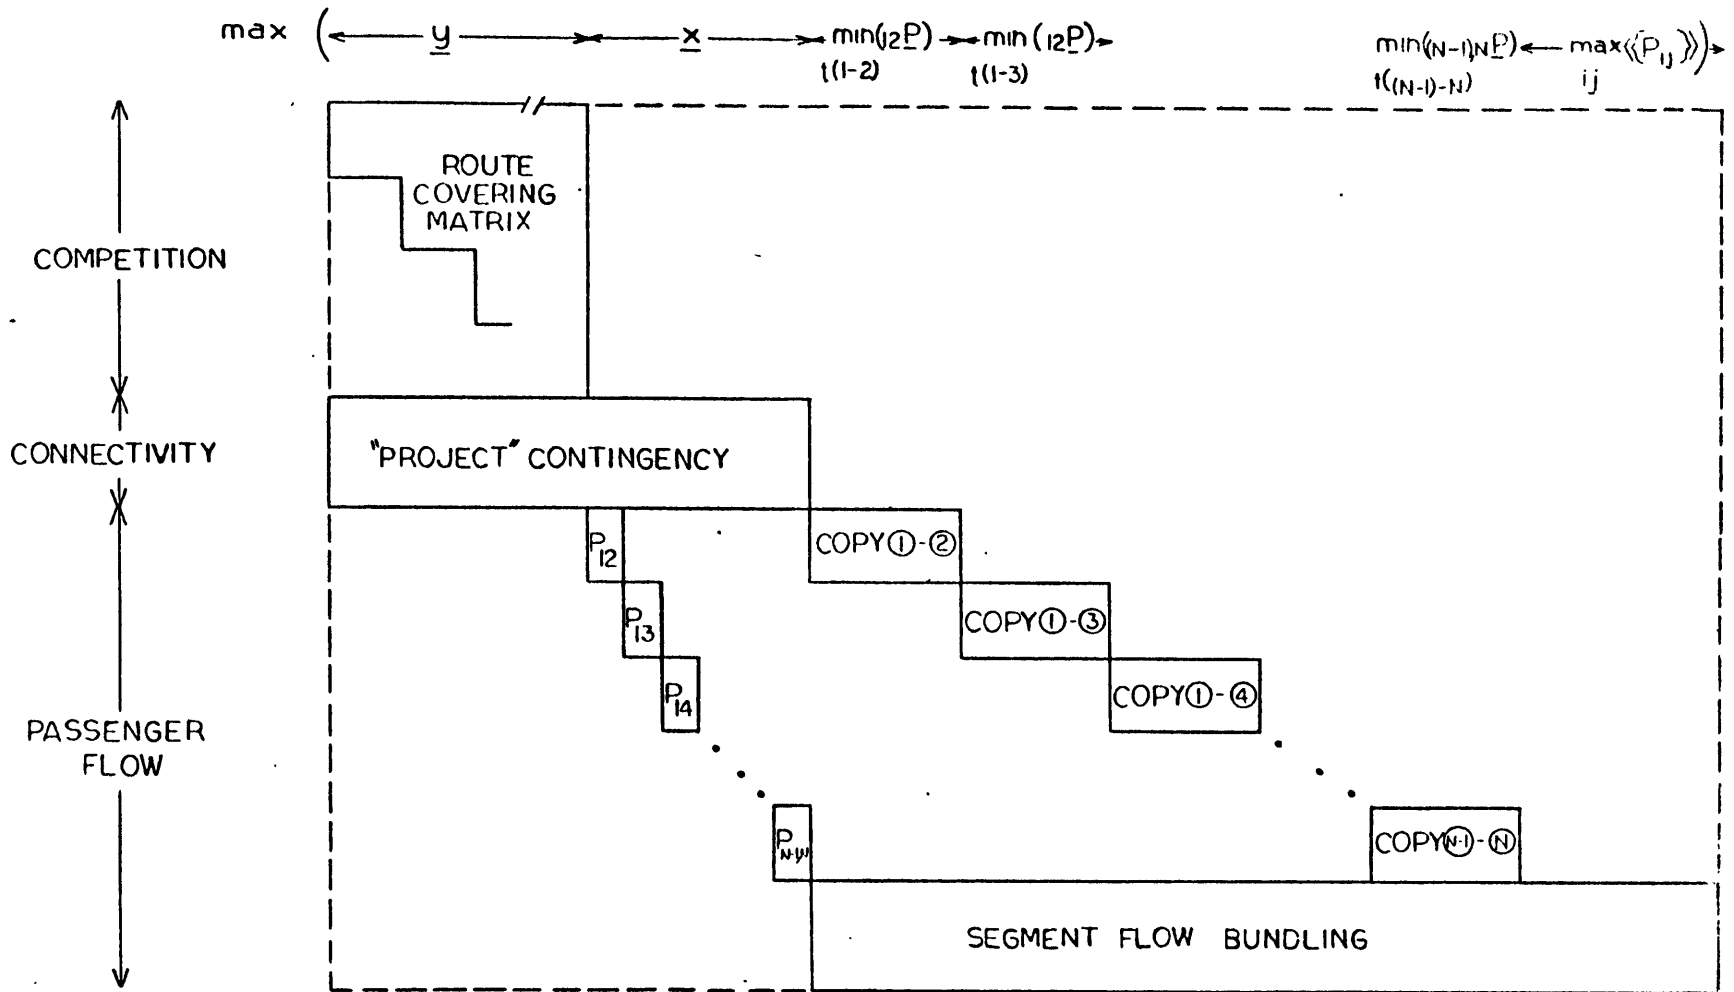 max ( y x min(12P) min(12P) min((N-1),NP) max⟨⟨{P_ij}⟩⟩)
t(1-2) t(1-3) t((N-1)-N) ij
ROUTE
COVERING
MATRIX
COMPETITION
CONNECTIVITY
"PROJECT" CONTINGENCY
P12
COPY①-②
P13
COPY①-③
P14
COPY①-④
PASSENGER
FLOW
PN-1,N
COPY(N-1)-(N)
SEGMENT FLOW BUNDLING